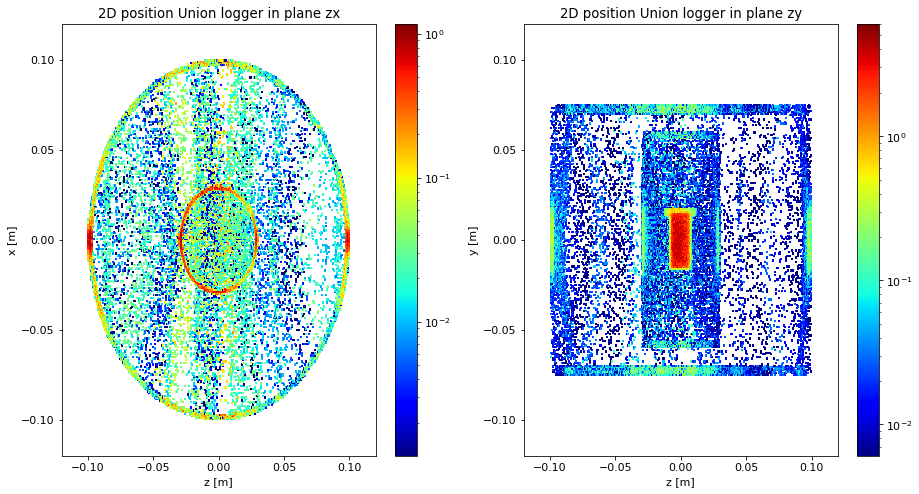 2D position Union logger in plane zx
0.10
0.05
0.00
−0.05
−0.10
x [m]
−0.10 −0.05 0.00 0.05 0.10
z [m]
10⁰
10⁻¹
10⁻²
2D position Union logger in plane zy
0.10
0.05
0.00
−0.05
−0.10
y [m]
−0.10 −0.05 0.00 0.05 0.10
z [m]
10⁰
10⁻¹
10⁻²